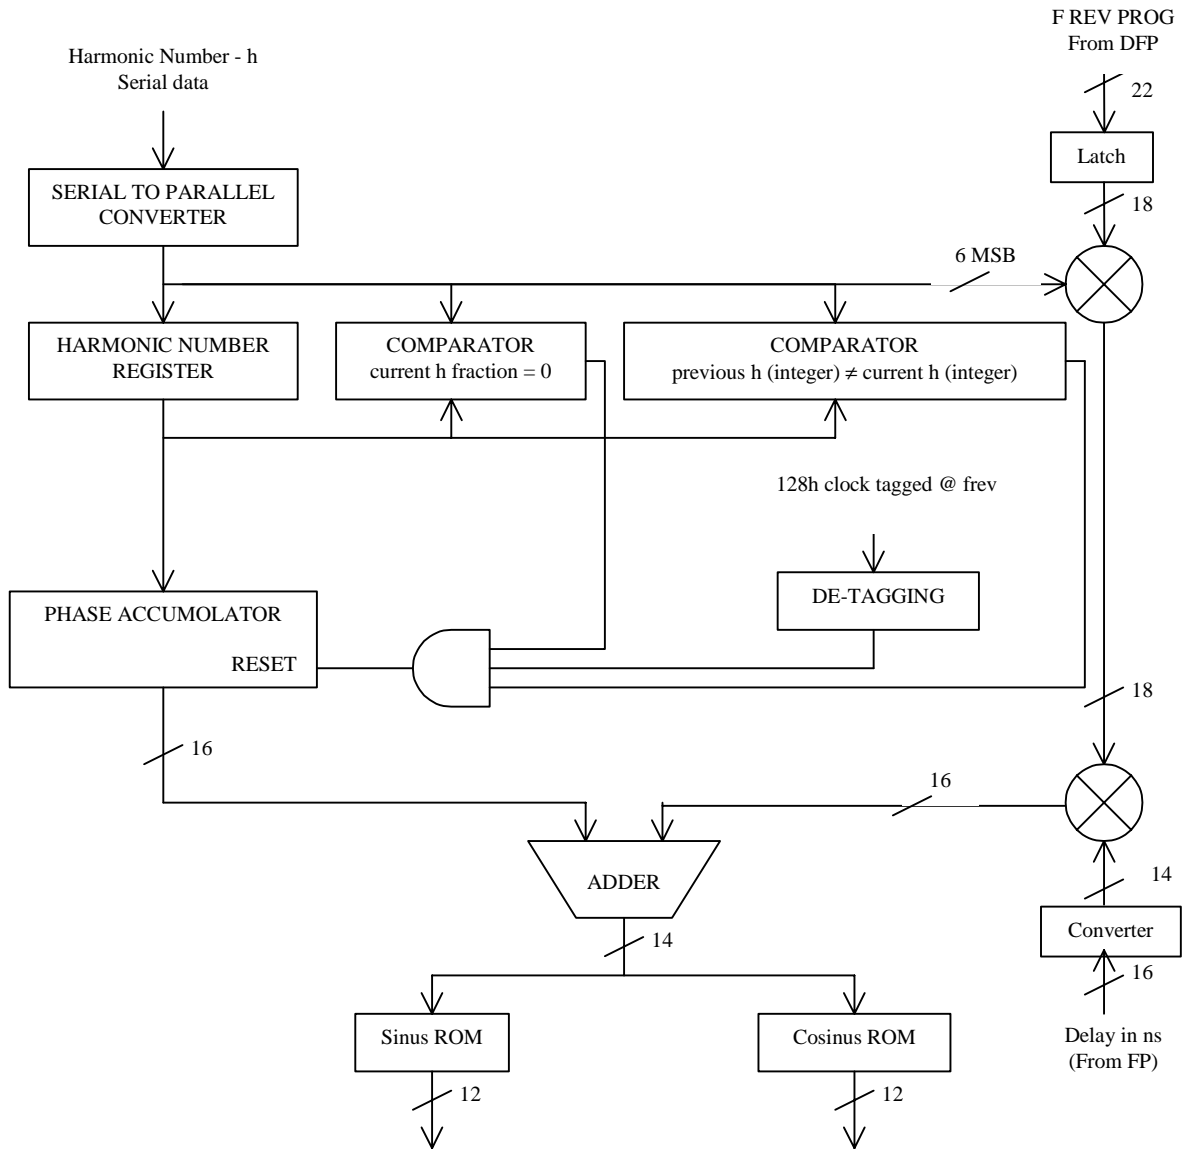 F REV PROG
From DFP
Harmonic Number - h
Serial data
22
Latch
18
SERIAL TO PARALLEL
CONVERTER
6 MSB
HARMONIC NUMBER
REGISTER
COMPARATOR
current h fraction = 0
COMPARATOR
previous h (integer) ≠ current h (integer)
128h clock tagged @ frev
DE-TAGGING
PHASE ACCUMOLATOR
RESET
18
16
16
ADDER
14
14
Converter
16
Sinus ROM
Cosinus ROM
Delay in ns
(From FP)
12
12